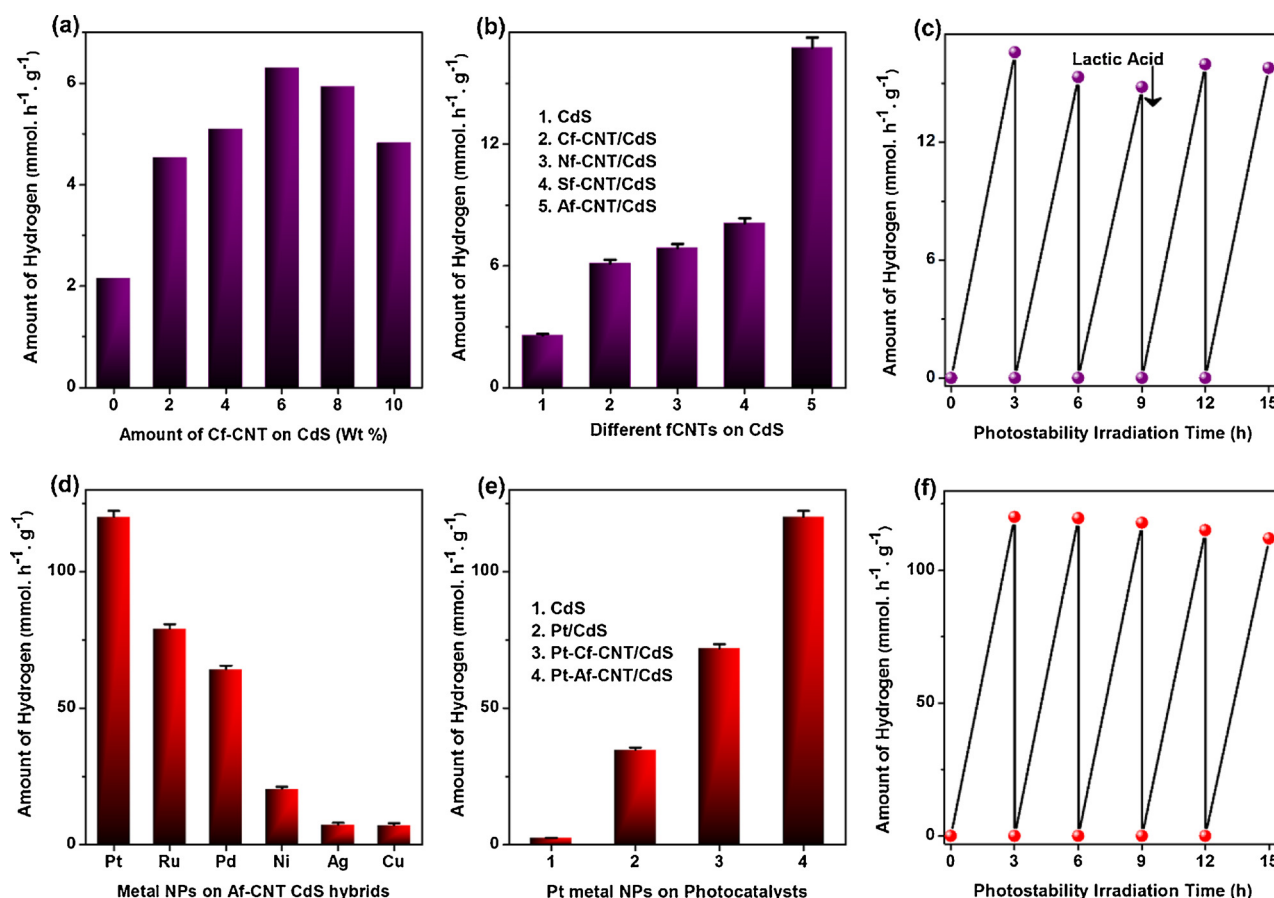 (a)
Amount of Hydrogen (mmol. h⁻¹. g⁻¹)
6
4
2
0
0 2 4 6 8 10
Amount of Cf-CNT on CdS (Wt %)
(b)
Amount of Hydrogen (mmol. h⁻¹. g⁻¹)
12
6
0
1. CdS
2. Cf-CNT/CdS
3. Nf-CNT/CdS
4. Sf-CNT/CdS
5. Af-CNT/CdS
1 2 3 4 5
Different fCNTs on CdS
(c)
Amount of Hydrogen (mmol. h⁻¹. g⁻¹)
12
6
0
Lactic Acid
0 3 6 9 12 15
Photostability Irradiation Time (h)
(d)
Amount of Hydrogen (mmol. h⁻¹. g⁻¹)
100
50
0
Pt Ru Pd Ni Ag Cu
Metal NPs on Af-CNT CdS hybrids
(e)
Amount of Hydrogen (mmol. h⁻¹. g⁻¹)
100
50
0
1. CdS
2. Pt/CdS
3. Pt-Cf-CNT/CdS
4. Pt-Af-CNT/CdS
1 2 3 4
Pt metal NPs on Photocatalysts
(f)
Amount of Hydrogen (mmol. h⁻¹. g⁻¹)
100
50
0
0 3 6 9 12 15
Photostability Irradiation Time (h)